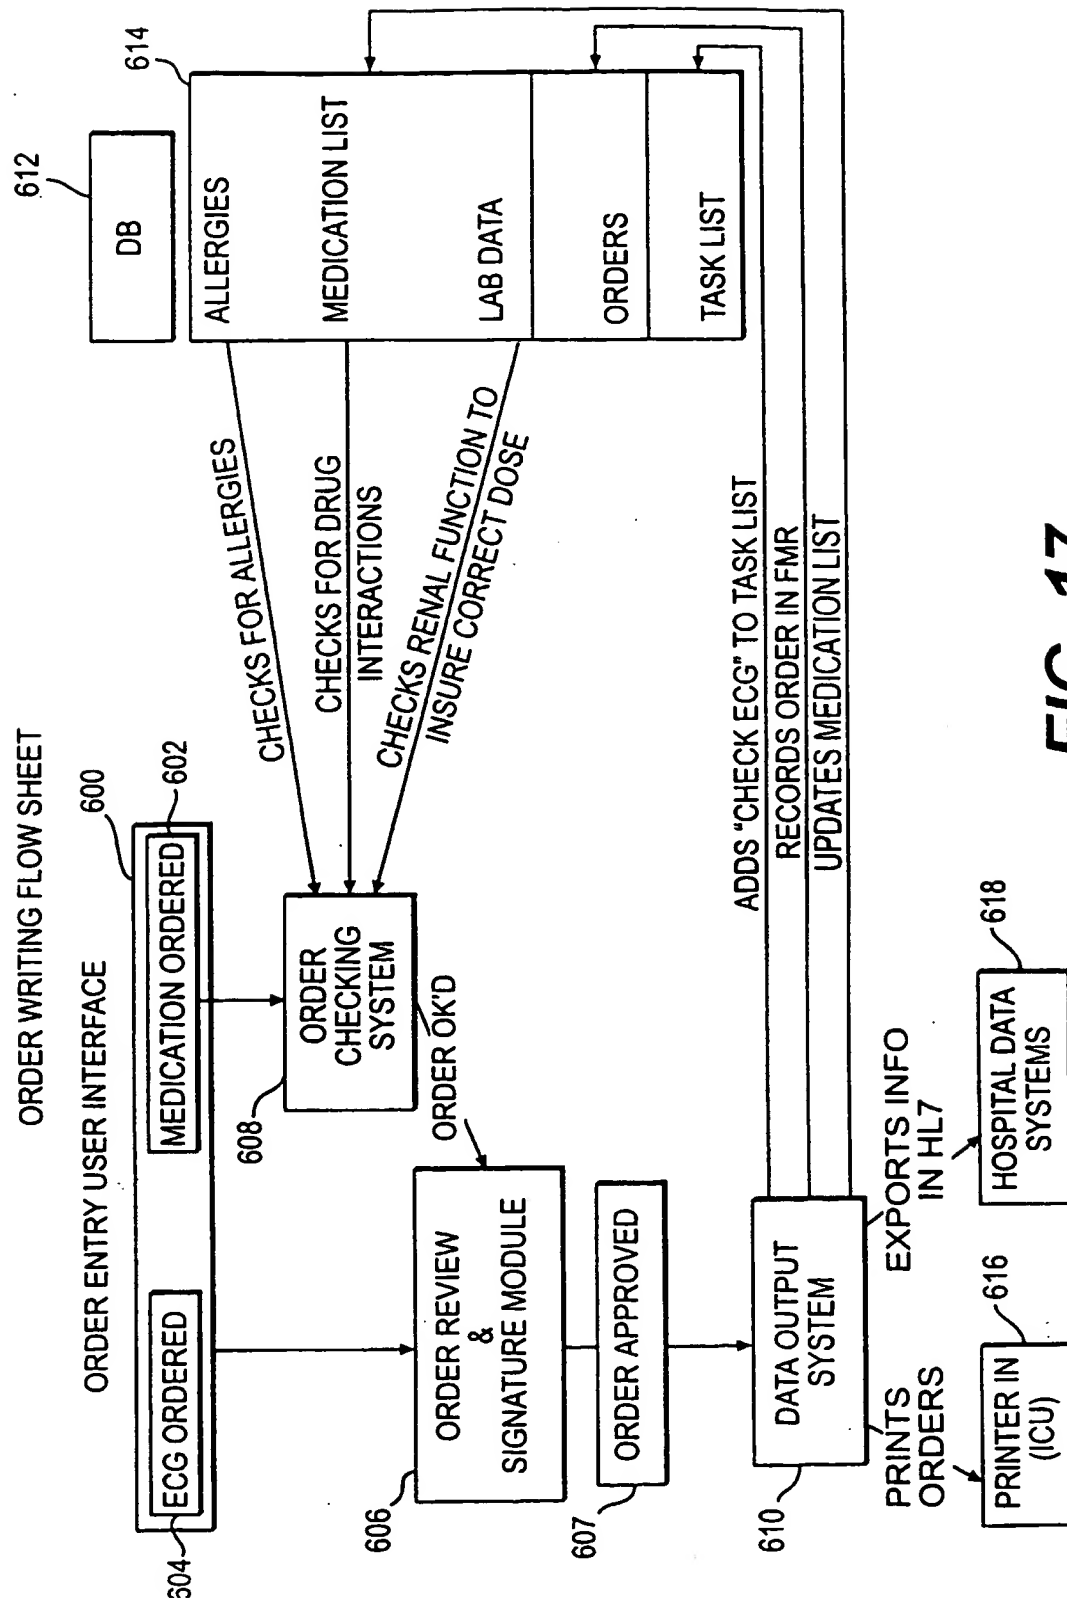 ORDER WRITING FLOW SHEET
ORDER ENTRY USER INTERFACE
600
ECG ORDERED
604
MEDICATION ORDERED
602
612
DB
614
ALLERGIES
MEDICATION LIST
LAB DATA
ORDERS
TASK LIST
CHECKS FOR ALLERGIES
CHECKS FOR DRUG
INTERACTIONS
CHECKS RENAL FUNCTION TO
INSURE CORRECT DOSE
608
ORDER
CHECKING
SYSTEM
ORDER OK'D
606
ORDER REVIEW
&
SIGNATURE MODULE
607
ORDER APPROVED
610
DATA OUTPUT
SYSTEM
ADDS "CHECK ECG" TO TASK LIST
RECORDS ORDER IN FMR
UPDATES MEDICATION LIST
PRINTS
ORDERS
EXPORTS INFO
IN HL7
616
PRINTER IN
(ICU)
618
HOSPITAL DATA
SYSTEMS
FIG. 17